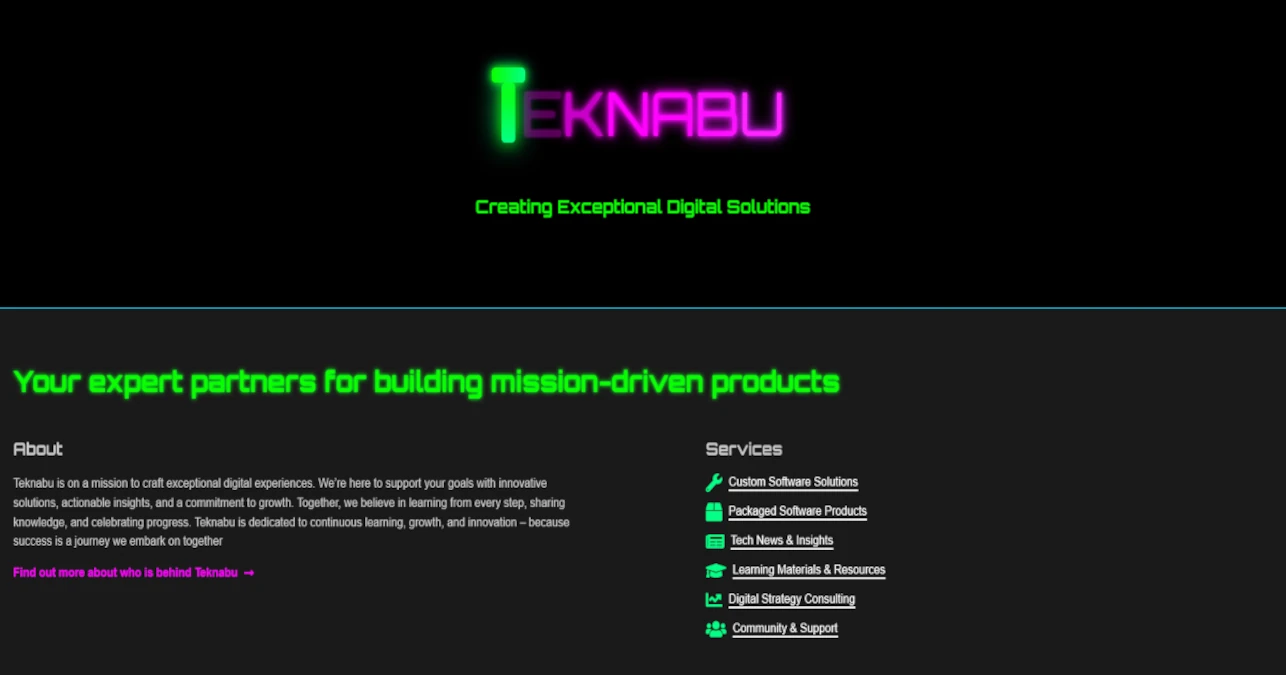 TEKNABU
Creating Exceptional Digital Solutions
Your expert partners for building mission-driven products
About
Teknabu is on a mission to craft exceptional digital experiences. We're here to support your goals with innovative
solutions, actionable insights, and a commitment to growth. Together, we believe in learning from every step, sharing
knowledge, and celebrating progress. Teknabu is dedicated to continuous learning, growth, and innovation – because
success is a journey we embark on together
Find out more about who is behind Teknabu →
Services
Custom Software Solutions
Packaged Software Products
Tech News & Insights
Learning Materials & Resources
Digital Strategy Consulting
Community & Support